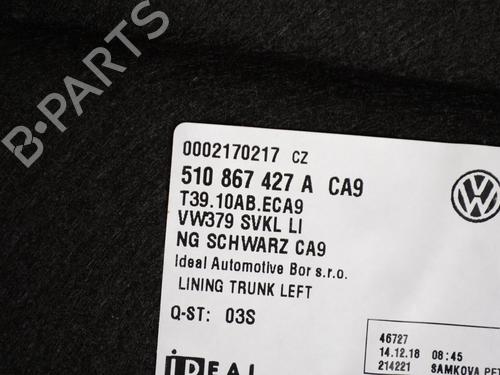 B-PARTS
0002170217 CZ
510 867 427 A CA9
T39.10AB.ECA9
VW379 SVKL LI
NG SCHWARZ CA9
Ideal Automotive Bor s.r.o.
LINING TRUNK LEFT
Q-ST: 03S
46727
14.12.18 08:45
214221 SAMKOVA PET
iDEAL